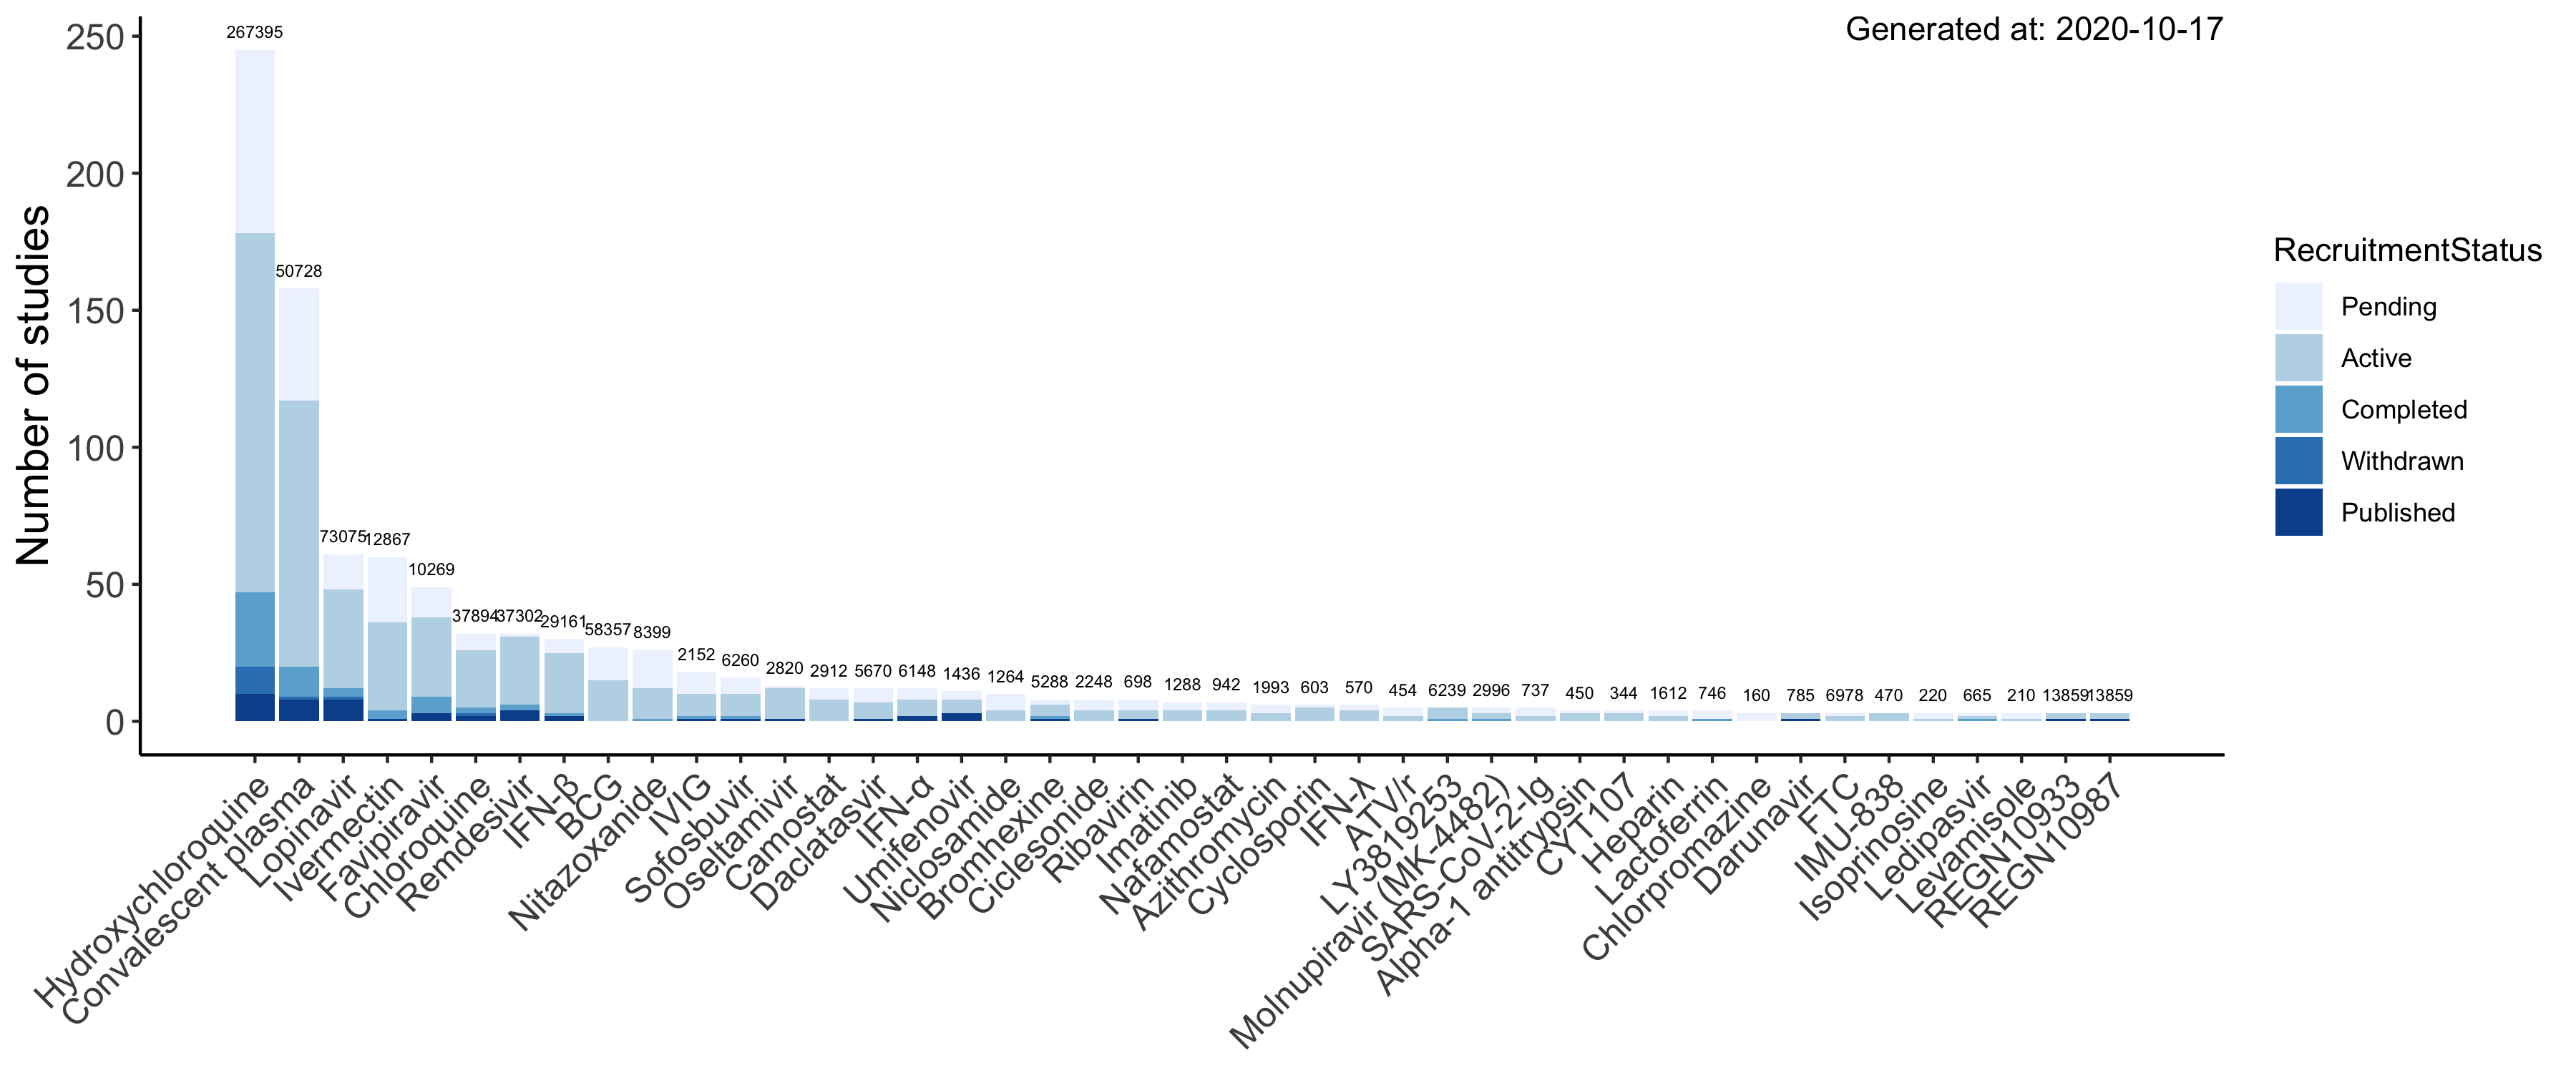 Generated at: 2020-10-17
Number of studies
250
200
150
100
50
0
267395
50728
73075
12867
10269
37894
37302
29161
58357
8399
2152
6260
2820
2912
5670
6148
1436
1264
5288
2248
698
1288
942
1993
603
570
454
6239
2996
737
450
344
1612
746
160
785
6978
470
220
665
210
13859
13859
Hydroxychloroquine
Convalescent plasma
Lopinavir
Ivermectin
Favipiravir
Chloroquine
Remdesivir
IFN-β
BCG
Nitazoxanide
IVIG
Sofosbuvir
Oseltamivir
Camostat
Daclatasvir
IFN-α
Umifenovir
Niclosamide
Bromhexine
Ciclesonide
Ribavirin
Imatinib
Nafamostat
Azithromycin
Cyclosporin
IFN-λ
ATV/r
LY3819253
Molnupiravir (MK-4482)
SARS-CoV-2-Ig
Alpha-1 antitrypsin
CYT107
Heparin
Lactoferrin
Chlorpromazine
Darunavir
FTC
IMU-838
Isoprinosine
Ledipasvir
Levamisole
REGN10933
REGN10987
RecruitmentStatus
Pending
Active
Completed
Withdrawn
Published